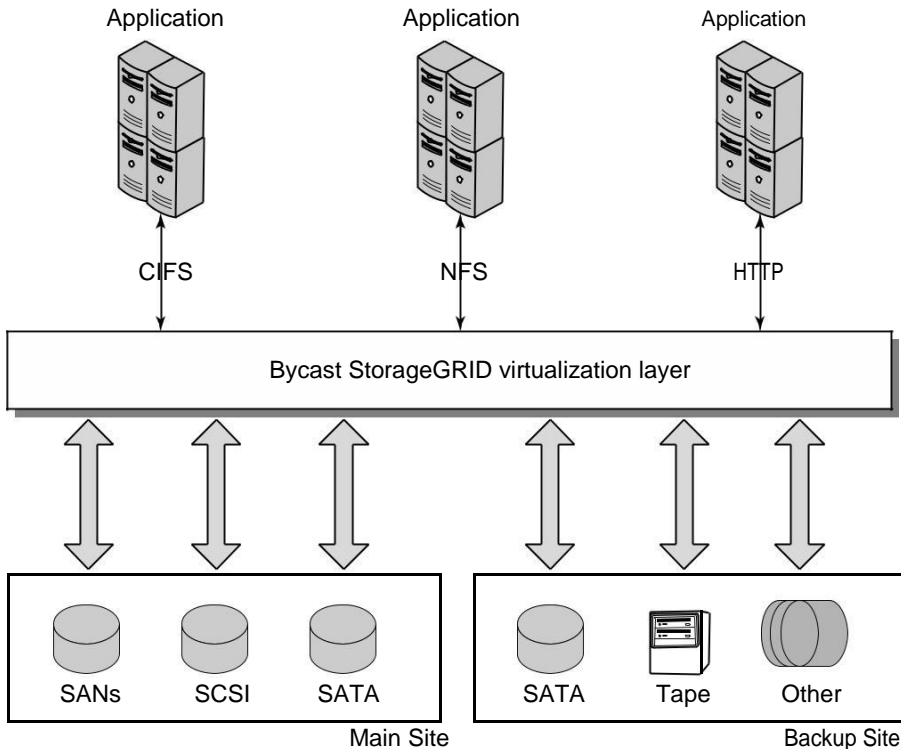 Application Application Application
CIFS NFS HTTP
Bycast StorageGRID virtualization layer
SANs SCSI SATA SATA Tape Other
Main Site Backup Site